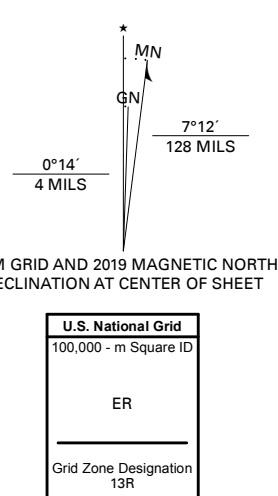 ★
MN
GN
7°12´
128 MILS
0°14´
4 MILS
M GRID AND 2019 MAGNETIC NORTH
ECLINATION AT CENTER OF SHEET
U.S. National Grid
100,000 - m Square ID
ER
Grid Zone Designation
13R